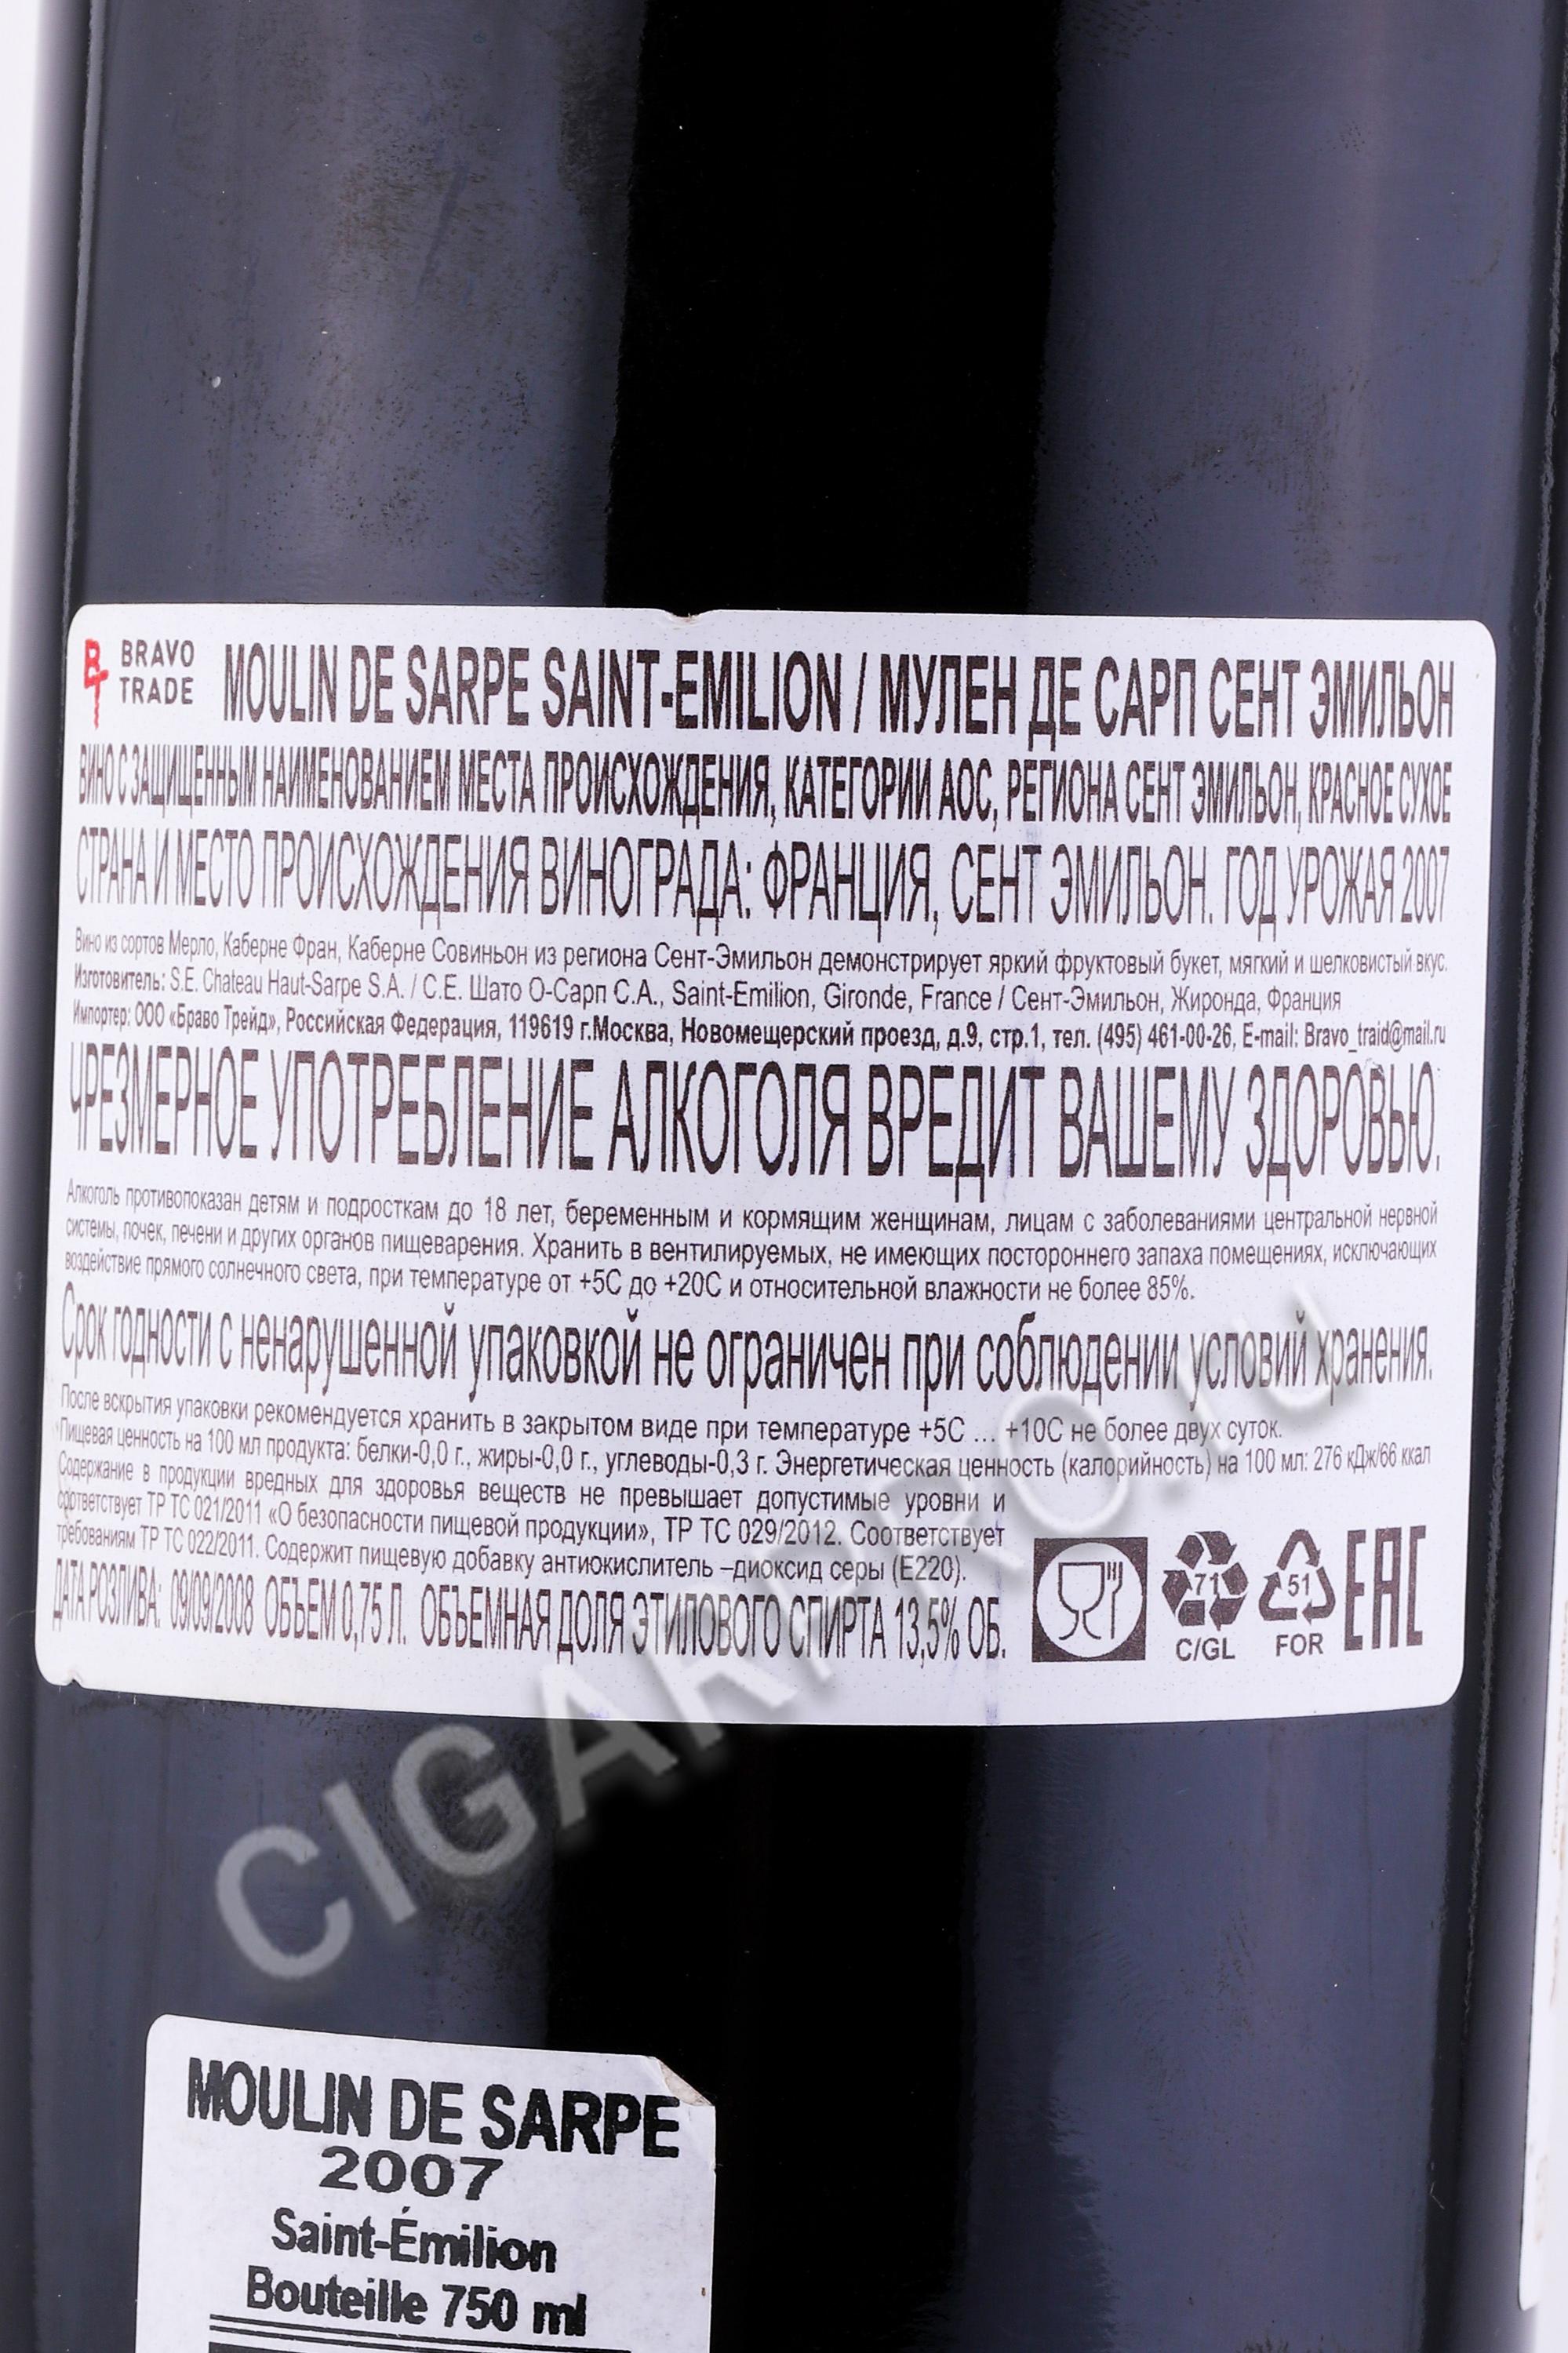 BRAVO
TRADE
MOULIN DE SARPE SAINT-EMILION / МУЛЕН ДЕ САРП СЕНТ ЭМИЛЬОН
ВИНО С ЗАЩИЩЕННЫМ НАИМЕНОВАНИЕМ МЕСТА ПРОИСХОЖДЕНИЯ, КАТЕГОРИИ АОС, РЕГИОНА СЕНТ ЭМИЛЬОН, КРАСНОЕ СУХОЕ
СТРАНА И МЕСТО ПРОИСХОЖДЕНИЯ ВИНОГРАДА: ФРАНЦИЯ, СЕНТ ЭМИЛЬОН. ГОД УРОЖАЯ 2007
Вино из сортов Мерло, Каберне Фран, Каберне Совиньон из региона Сент-Эмильон демонстрирует яркий фруктовый букет, мягкий и шелковистый вкус.
Изготовитель: S.E. Chateau Haut-Sarpe S.A. / С.Е. Шато О-Сарп С.А., Saint-Emilion, Gironde, France / Сент-Эмильон, Жиронда, Франция
Импортер: ООО «Браво Трейд», Российская Федерация, 119619 г.Москва, Новомещерский проезд, д.9, стр.1, тел. (495) 461-00-26, E-mail: Bravo_traid@mail.ru
ЧРЕЗМЕРНОЕ УПОТРЕБЛЕНИЕ АЛКОГОЛЯ ВРЕДИТ ВАШЕМУ ЗДОРОВЬЮ.
Алкоголь противопоказан детям и подросткам до 18 лет, беременным и кормящим женщинам, лицам с заболеваниями центральной нервной
системы, почек, печени и других органов пищеварения. Хранить в вентилируемых, не имеющих постороннего запаха помещениях, исключающих
воздействие прямого солнечного света, при температуре от +5С до +20С и относительной влажности не более 85%.
Срок годности с ненарушенной упаковкой не ограничен при соблюдении условий хранения.
После вскрытия упаковки рекомендуется хранить в закрытом виде при температуре +5С ... +10С не более двух суток.
Пищевая ценность на 100 мл продукта: белки-0,0 г., жиры-0,0 г., углеводы-0,3 г. Энергетическая ценность (калорийность) на 100 мл: 276 кДж/66 ккал
Содержание в продукции вредных для здоровья веществ не превышает допустимые уровни и
соответствует ТР ТС 021/2011 «О безопасности пищевой продукции», ТР ТС 029/2012. Соответствует
требованиям ТР ТС 022/2011. Содержит пищевую добавку антиокислитель –диоксид серы (Е220).
ДАТА РОЗЛИВА: 09/09/2008 ОБЪЕМ 0,75 Л. ОБЪЕМНАЯ ДОЛЯ ЭТИЛОВОГО СПИРТА 13,5% ОБ.
71
C/GL
51
FOR
EAC
CIGARPRO.RU
MOULIN DE SARPE
2007
Saint-Émilion
Bouteille 750 ml